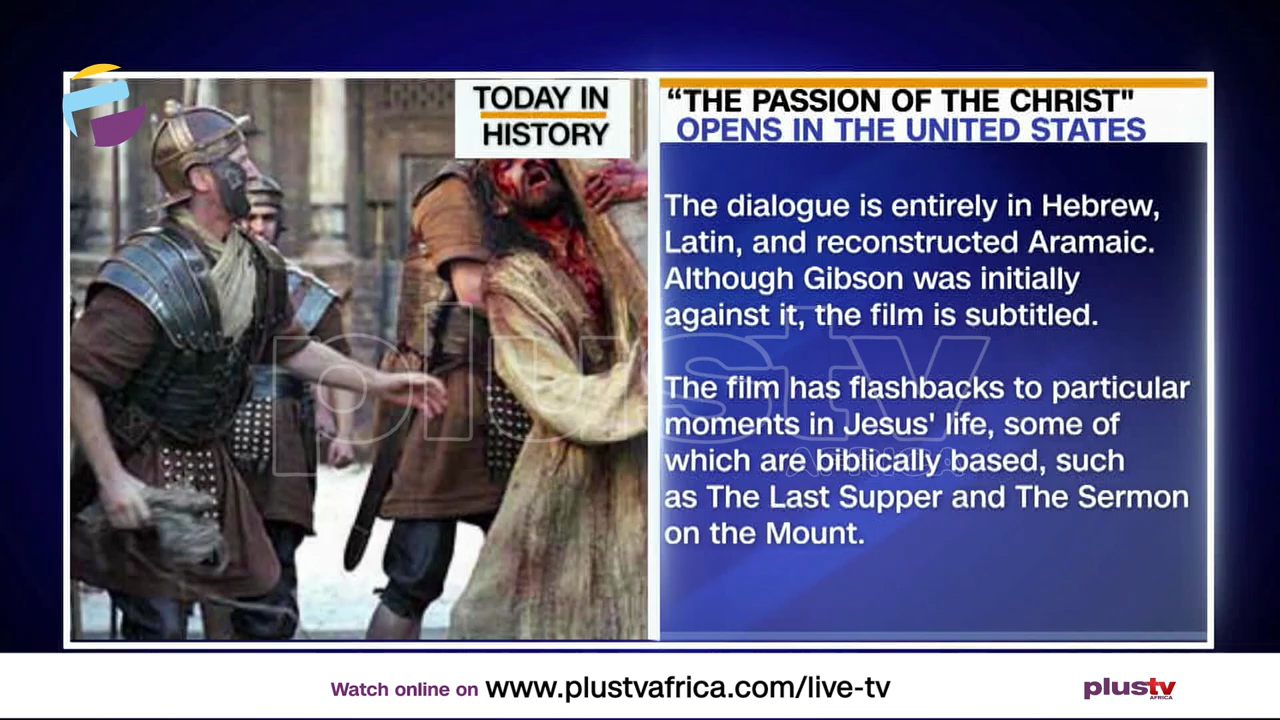 TODAY IN
HISTORY
“THE PASSION OF THE CHRIST"
OPENS IN THE UNITED STATES
The dialogue is entirely in Hebrew,
Latin, and reconstructed Aramaic.
Although Gibson was initially
against it, the film is subtitled.
The film has flashbacks to particular
moments in Jesus' life, some of
which are biblically based, such
as The Last Supper and The Sermon
on the Mount.
plustv
AFRICA
Watch online on www.plustvafrica.com/live-tv
plustv
AFRICA